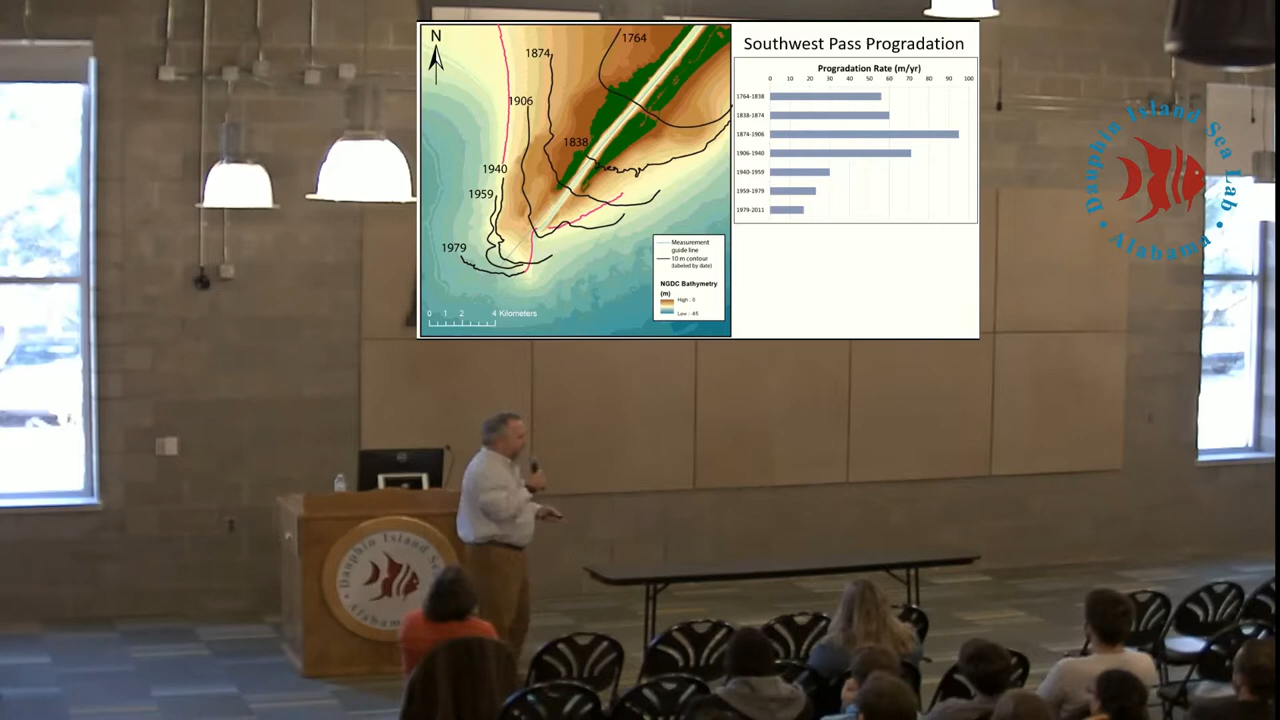 N
1764
1874
1906
1838
1940
1959
1979
0 1 2 4 Kilometers
Measurement
guide line
10 m contour
(labeled by date)
NGDC Bathymetry
(m)
High : 0
Low : -65
Southwest Pass Progradation
Progradation Rate (m/yr)
0 10 20 30 40 50 60 70 80 90 100
1764-1838
1838-1874
1874-1906
1906-1940
1940-1959
1959-1979
1979-2011
Dauphin Island Sea Lab
Alabama
Dauphin Island Se
Alabam